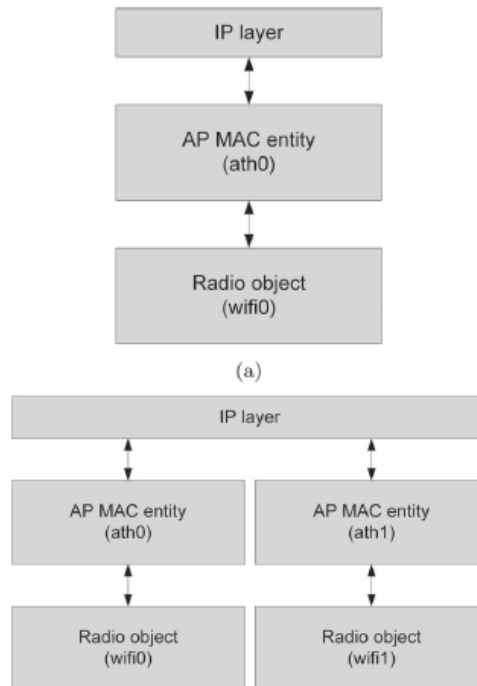 IP layer
AP MAC entity
(ath0)
Radio object
(wifi0)
(a)
IP layer
AP MAC entity
(ath0)
AP MAC entity
(ath1)
Radio object
(wifi0)
Radio object
(wifi1)